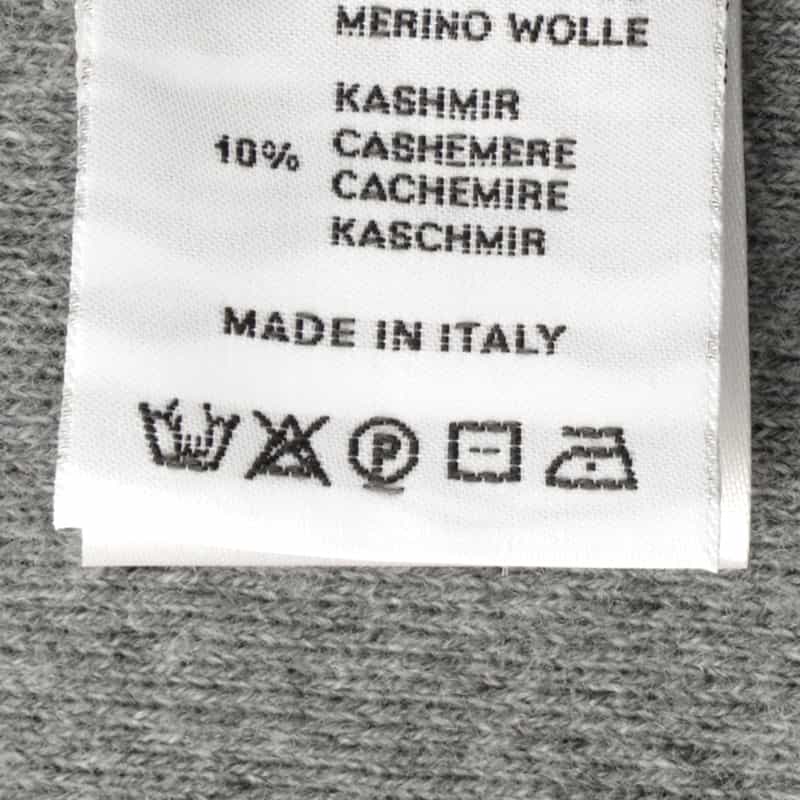 MERINO WOLLE
KASHMIR
10% CASHEMERE
CACHEMIRE
KASCHMIR
MADE IN ITALY
P